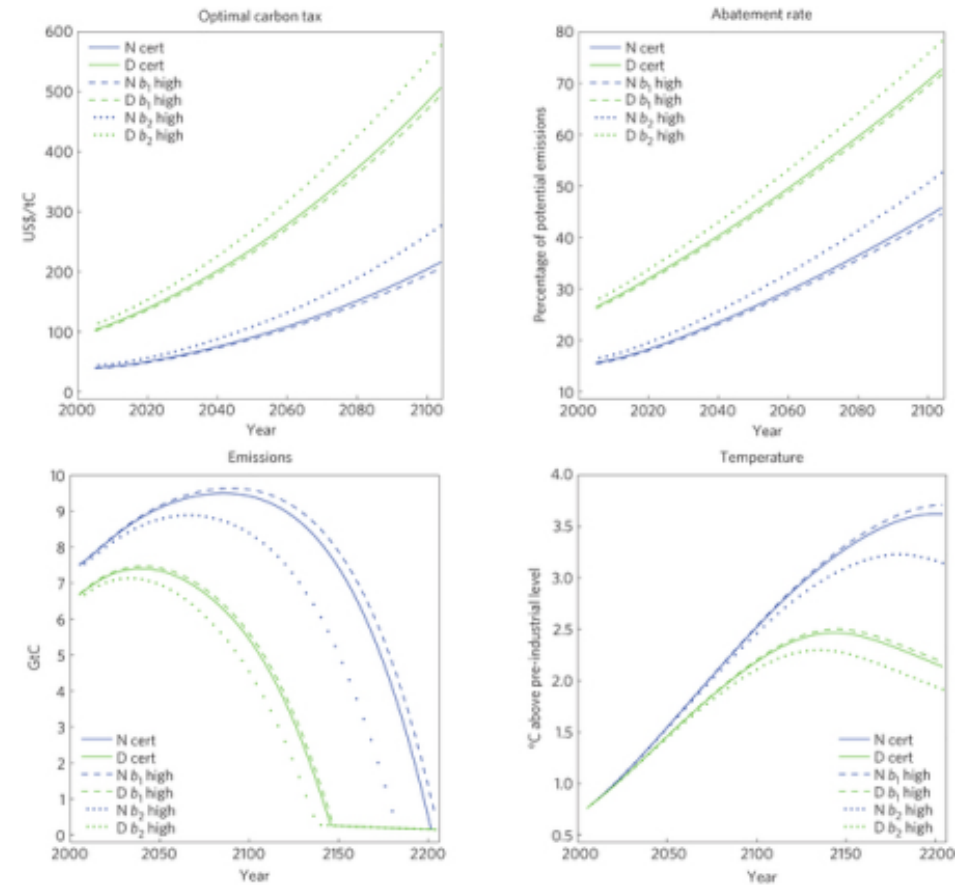 Optimal carbon tax
600
500
400
300
200
100
0
US$/tC
N cert
D cert
N b₁ high
D b₁ high
N b₂ high
D b₂ high
2000 2020 2040 2060 2080 2100
Year
Abatement rate
80
70
60
50
40
30
20
10
Percentage of potential emissions
N cert
D cert
N b₁ high
D b₁ high
N b₂ high
D b₂ high
2000 2020 2040 2060 2080 2100
Year
Emissions
10
9
8
7
6
5
4
3
2
1
0
GtC
N cert
D cert
N b₁ high
D b₁ high
N b₂ high
D b₂ high
2000 2050 2100 2150 2200
Year
Temperature
4.0
3.5
3.0
2.5
2.0
1.5
1.0
0.5
°C above pre-industrial level
N cert
D cert
N b₁ high
D b₁ high
N b₂ high
D b₂ high
2000 2050 2100 2150 2200
Year